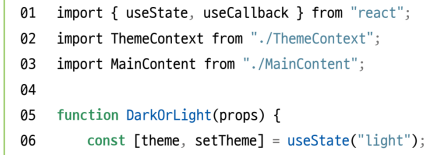 01 import { useState, useCallback } from "react";
02 import ThemeContext from "./ThemeContext";
03 import MainContent from "./MainContent";
04
05 function DarkOrLight(props) {
06     const [theme, setTheme] = useState("light");